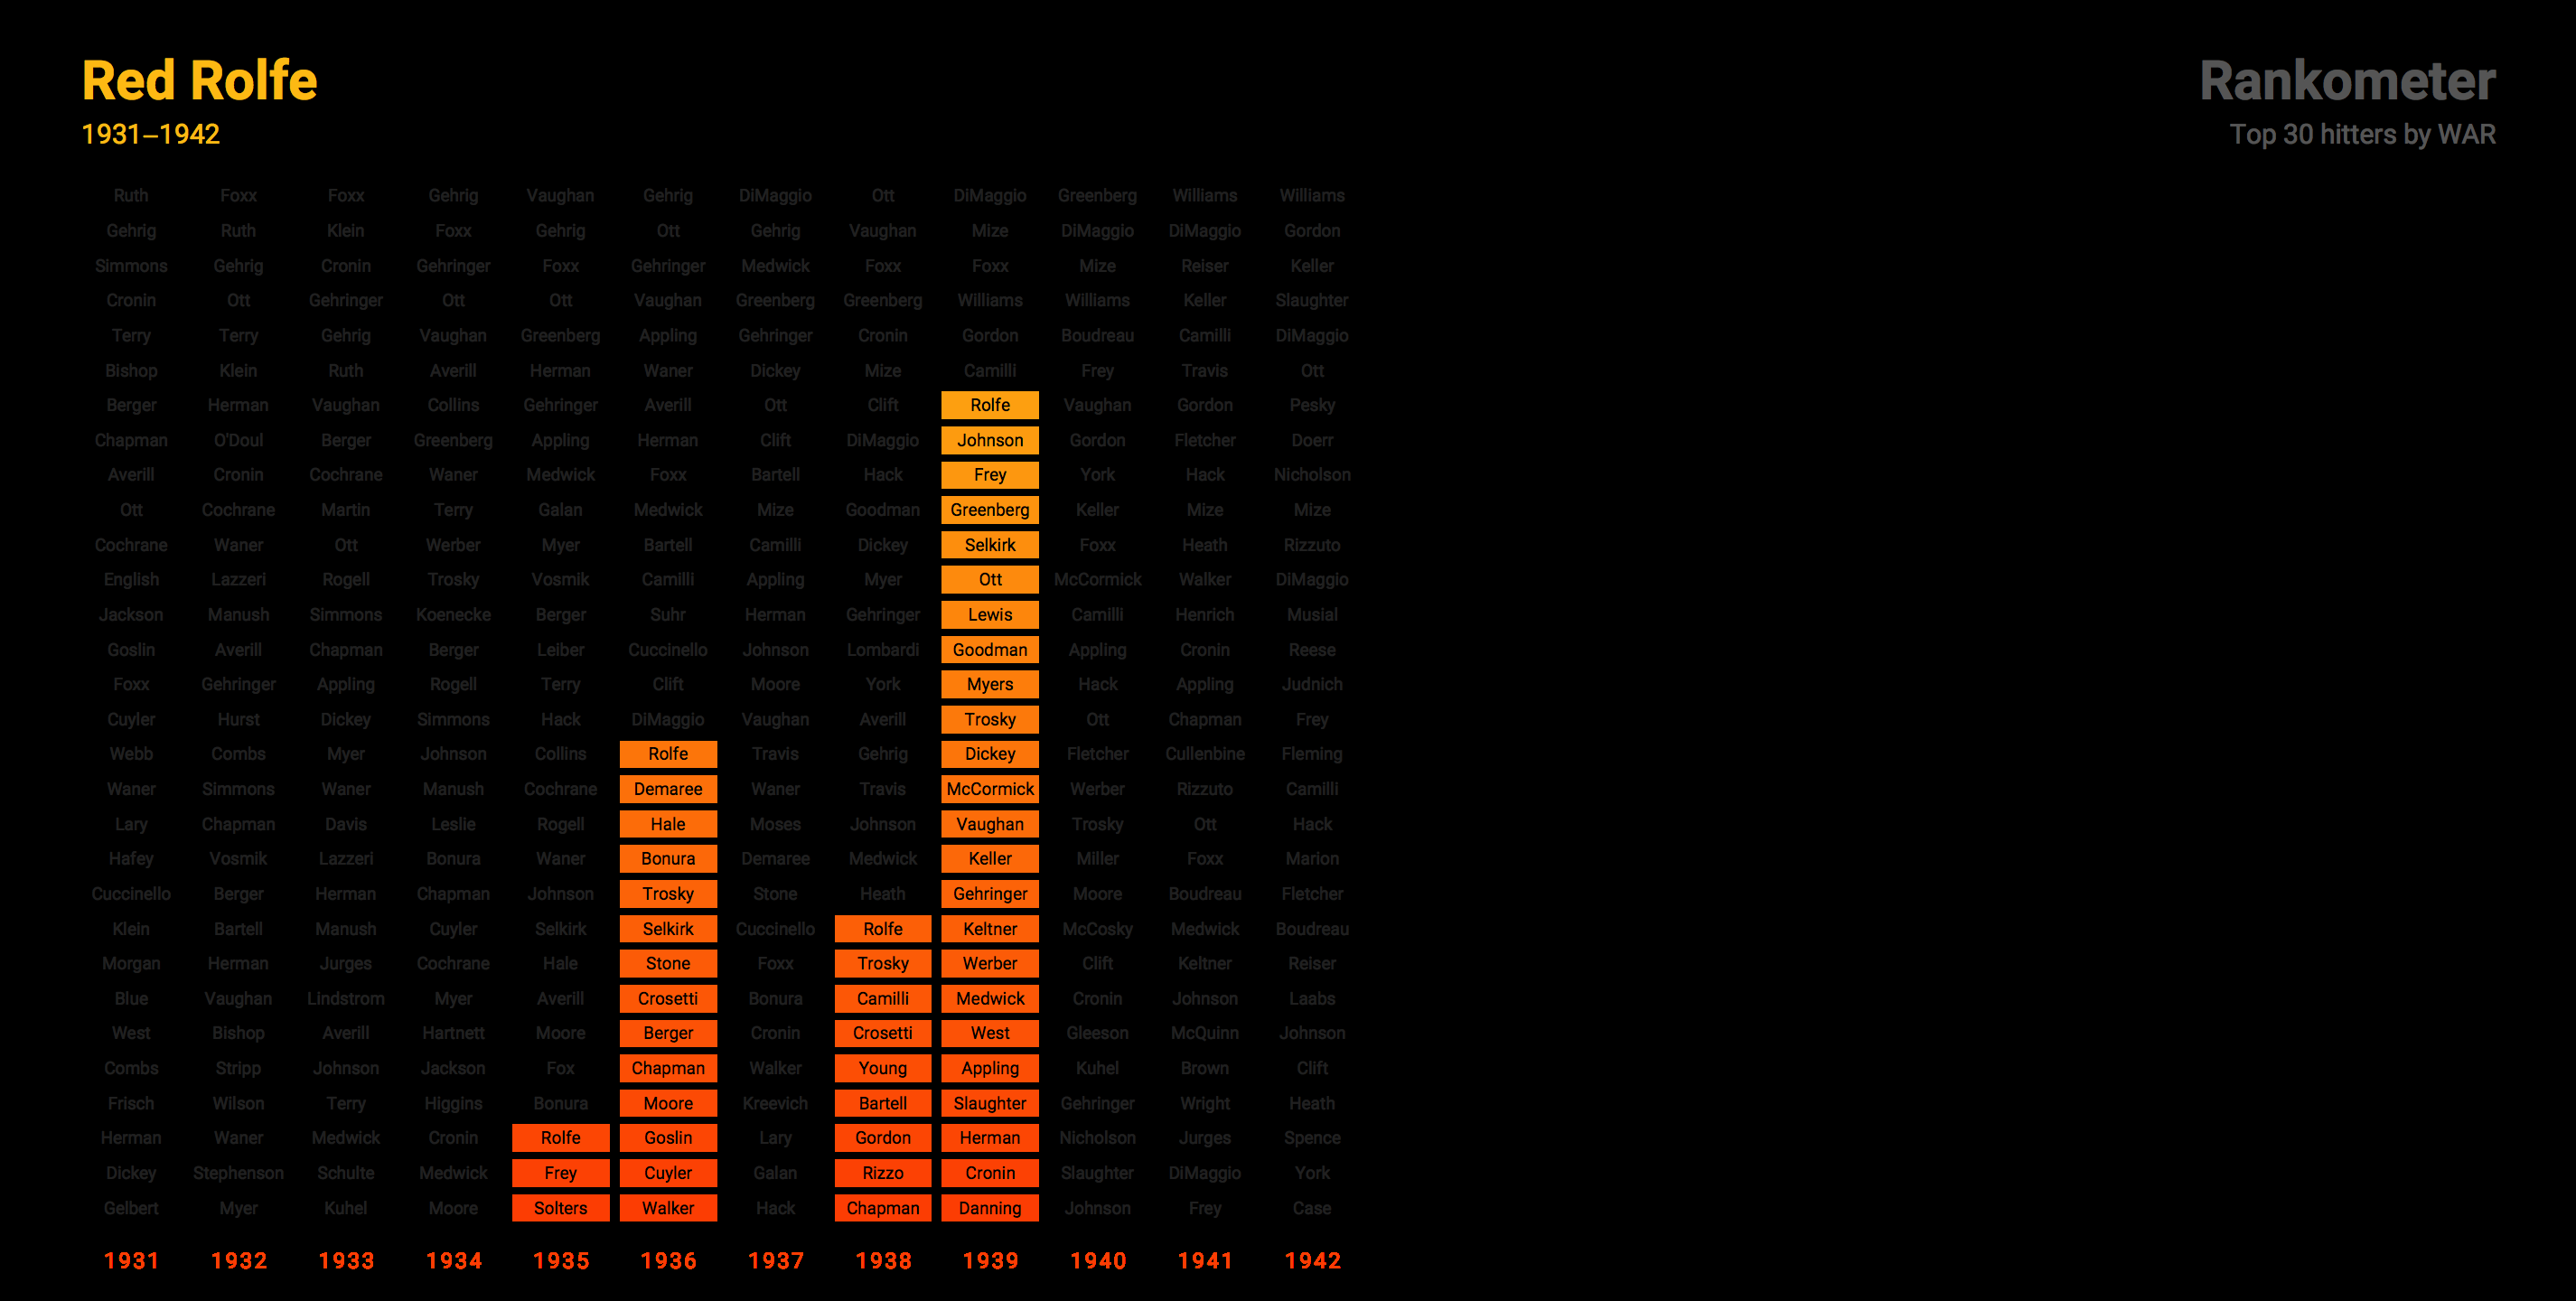 Red Rolfe
1931–1942
Rankometer
Top 30 hitters by WAR
Ruth Foxx Foxx Gehrig Vaughan Gehrig DiMaggio Ott DiMaggio Greenberg Williams Williams
Gehrig Ruth Klein Foxx Gehrig Ott Gehrig Vaughan Mize DiMaggio DiMaggio Gordon
Simmons Gehrig Cronin Gehringer Foxx Gehringer Medwick Foxx Foxx Mize Reiser Keller
Cronin Ott Gehringer Ott Ott Vaughan Greenberg Greenberg Williams Williams Keller Slaughter
Terry Terry Gehrig Vaughan Greenberg Appling Gehringer Cronin Gordon Boudreau Camilli DiMaggio
Bishop Klein Ruth Averill Herman Waner Dickey Mize Camilli Frey Travis Ott
Berger Herman Vaughan Collins Gehringer Averill Ott Clift Rolfe Vaughan Gordon Pesky
Chapman O'Doul Berger Greenberg Appling Herman Clift DiMaggio Johnson Gordon Fletcher Doerr
Averill Cronin Cochrane Waner Medwick Foxx Bartell Hack Frey York Hack Nicholson
Ott Cochrane Martin Terry Galan Medwick Mize Goodman Greenberg Keller Mize Mize
Cochrane Waner Ott Werber Myer Bartell Camilli Dickey Selkirk Foxx Heath Rizzuto
English Lazzeri Rogell Trosky Vosmik Camilli Appling Myer Ott McCormick Walker DiMaggio
Jackson Manush Simmons Koenecke Berger Suhr Herman Gehringer Lewis Camilli Henrich Musial
Goslin Averill Chapman Berger Leiber Cuccinello Johnson Lombardi Goodman Appling Cronin Reese
Foxx Gehringer Appling Rogell Terry Clift Moore York Myers Hack Appling Judnich
Cuyler Hurst Dickey Simmons Hack DiMaggio Vaughan Averill Trosky Ott Chapman Frey
Webb Combs Myer Johnson Collins Rolfe Travis Gehrig Dickey Fletcher Cullenbine Fleming
Waner Simmons Waner Manush Cochrane Demaree Waner Travis McCormick Werber Rizzuto Camilli
Lary Chapman Davis Leslie Rogell Hale Moses Johnson Vaughan Trosky Ott Hack
Hafey Vosmik Lazzeri Bonura Waner Bonura Demaree Medwick Keller Miller Foxx Marion
Cuccinello Berger Herman Chapman Johnson Trosky Stone Heath Gehringer Moore Boudreau Fletcher
Klein Bartell Manush Cuyler Selkirk Selkirk Cuccinello Rolfe Keltner McCosky Medwick Boudreau
Morgan Herman Jurges Cochrane Hale Stone Foxx Trosky Werber Clift Keltner Reiser
Blue Vaughan Lindstrom Myer Averill Crosetti Bonura Camilli Medwick Cronin Johnson Laabs
West Bishop Averill Hartnett Moore Berger Cronin Crosetti West Gleeson McQuinn Johnson
Combs Stripp Johnson Jackson Fox Chapman Walker Young Appling Kuhel Brown Clift
Frisch Wilson Terry Higgins Bonura Moore Kreevich Bartell Slaughter Gehringer Wright Heath
Herman Waner Medwick Cronin Rolfe Goslin Lary Gordon Herman Nicholson Jurges Spence
Dickey Stephenson Schulte Medwick Frey Cuyler Galan Rizzo Cronin Slaughter DiMaggio York
Gelbert Myer Kuhel Moore Solters Walker Hack Chapman Danning Johnson Frey Case
1931 1932 1933 1934 1935 1936 1937 1938 1939 1940 1941 1942